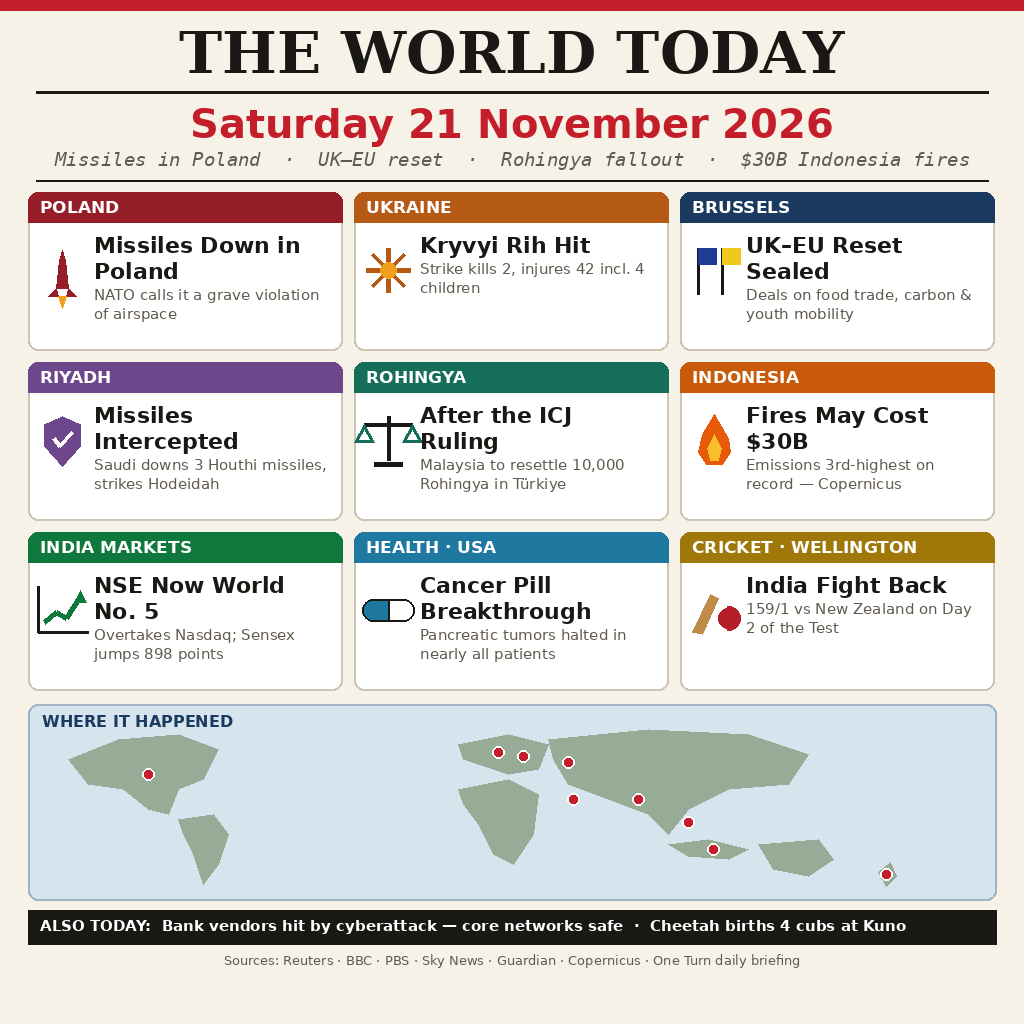 THE WORLD TODAY
Saturday 21 November 2026
Missiles in Poland · UK–EU reset · Rohingya fallout · $30B Indonesia fires
POLAND
Missiles Down in
Poland
NATO calls it a grave violation
of airspace
UKRAINE
Kryvyi Rih Hit
Strike kills 2, injures 42 incl. 4
children
BRUSSELS
UK–EU Reset
Sealed
Deals on food trade, carbon &
youth mobility
RIYADH
Missiles
Intercepted
Saudi downs 3 Houthi missiles,
strikes Hodeidah
ROHINGYA
After the ICJ
Ruling
Malaysia to resettle 10,000
Rohingya in Türkiye
INDONESIA
Fires May Cost
$30B
Emissions 3rd-highest on
record — Copernicus
INDIA MARKETS
NSE Now World
No. 5
Overtakes Nasdaq; Sensex
jumps 898 points
HEALTH · USA
Cancer Pill
Breakthrough
Pancreatic tumors halted in
nearly all patients
CRICKET · WELLINGTON
India Fight Back
159/1 vs New Zealand on Day
2 of the Test
WHERE IT HAPPENED
ALSO TODAY: Bank vendors hit by cyberattack — core networks safe · Cheetah births 4 cubs at Kuno
Sources: Reuters · BBC · PBS · Sky News · Guardian · Copernicus · One Turn daily briefing